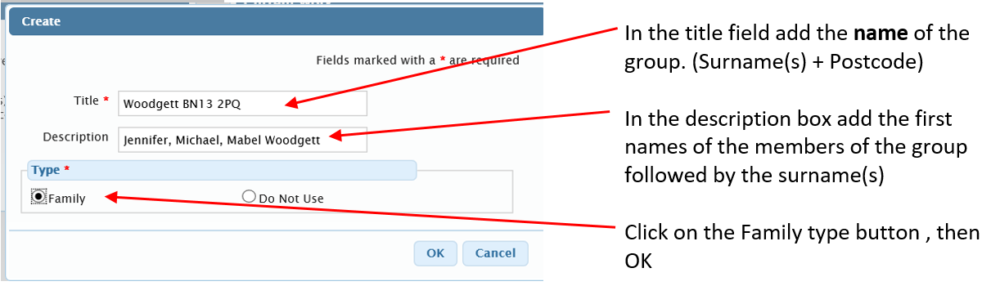 Create
Fields marked with a * are required
Title *
Woodgett BN13 2PQ
Description
Jennifer, Michael, Mabel Woodgett
Type *
Family
Do Not Use
OK
Cancel
In the title field add the name of the
group. (Surname(s) + Postcode)
In the description box add the first
names of the members of the group
followed by the surname(s)
Click on the Family type button , then
OK